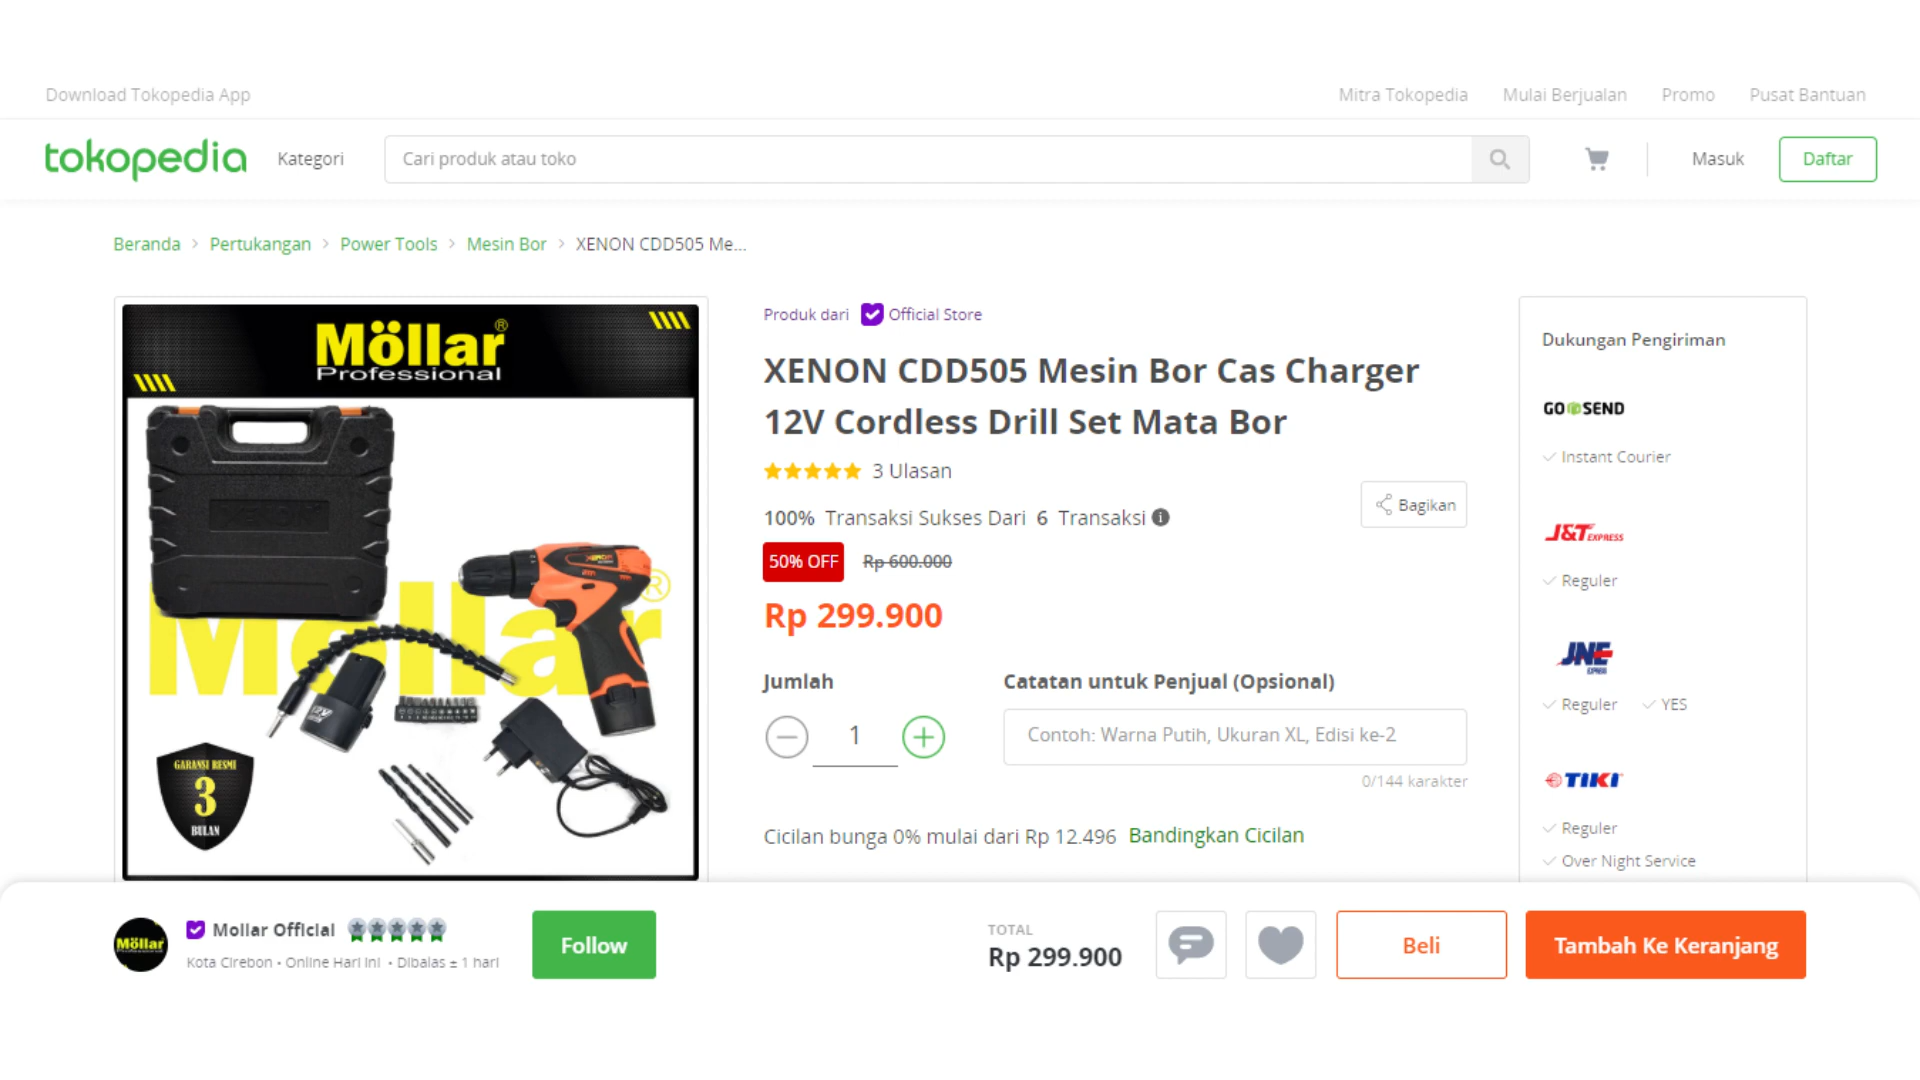 Download Tokopedia App
Mitra Tokopedia
Mulai Berjualan
Promo
Pusat Bantuan
tokopedia
Kategori
Cari produk atau toko
Masuk
Daftar
Beranda > Pertukangan > Power Tools > Mesin Bor > XENON CDD505 Me...
Möllar®
Professional
XENON
Möllar®
12V
GARANSI RESMI
3
BULAN
Produk dari Official Store
XENON CDD505 Mesin Bor Cas Charger
12V Cordless Drill Set Mata Bor
3 Ulasan
Bagikan
100% Transaksi Sukses Dari 6 Transaksi
50% OFF Rp 600.000
Rp 299.900
Jumlah
1
Catatan untuk Penjual (Opsional)
Contoh: Warna Putih, Ukuran XL, Edisi ke-2
0/144 karakter
Cicilan bunga 0% mulai dari Rp 12.496 Bandingkan Cicilan
Dukungan Pengiriman
GO SEND
Instant Courier
J&T EXPRESS
Reguler
JNE
EXPRESS
Reguler YES
TIKI
Reguler
Over Night Service
Möllar
Mollar Official
Kota Cirebon • Online Hari Ini • Dibalas ± 1 hari
Follow
TOTAL
Rp 299.900
Beli
Tambah Ke Keranjang